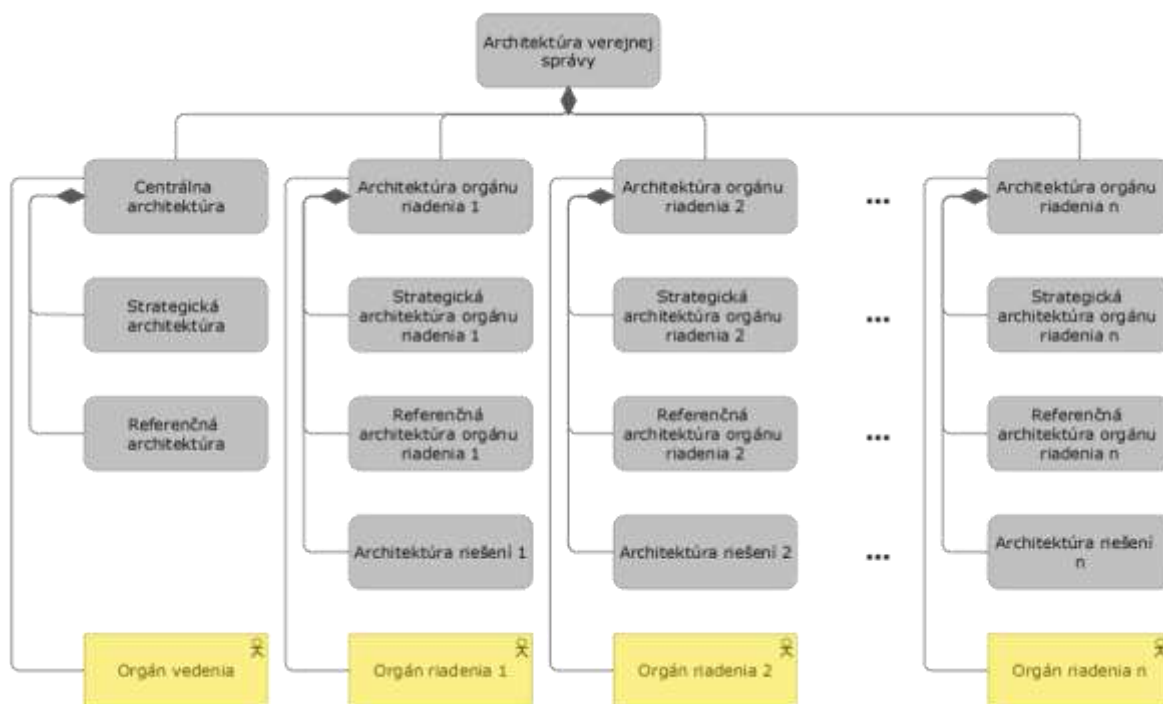 Architektúra verejnej
správy
Centrálna
architektúra
Architektúra orgánu
riadenia 1
Architektúra orgánu
riadenia 2
...
Architektúra orgánu
riadenia n
Strategická
architektúra
Strategická
architektúra orgánu
riadenia 1
Strategická
architektúra orgánu
riadenia 2
...
Strategická
architektúra orgánu
riadenia n
Referenčná
architektúra
Referenčná
architektúra orgánu
riadenia 1
Referenčná
architektúra orgánu
riadenia 2
...
Referenčná
architektúra orgánu
riadenia n
Architektúra riešení 1
Architektúra riešení 2
...
Architektúra riešení
n
Orgán vedenia
Orgán riadenia 1
Orgán riadenia 2
Orgán riadenia n